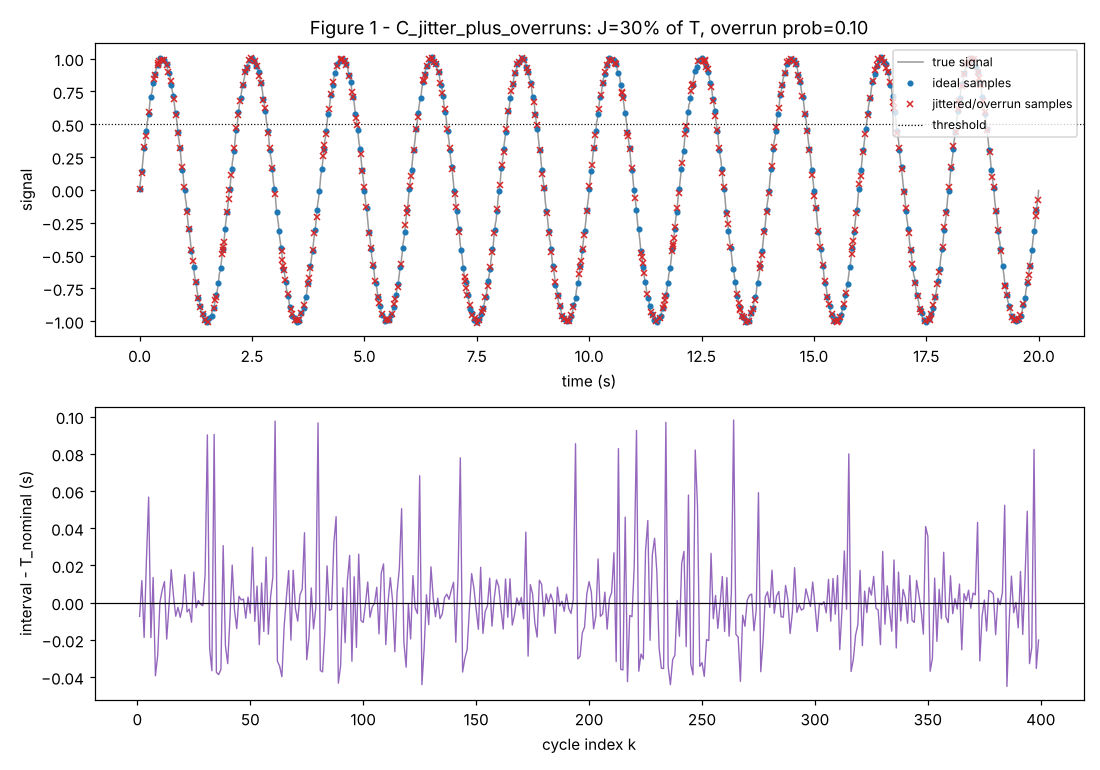 Figure 1 - C_jitter_plus_overruns: J=30% of T, overrun prob=0.10
true signal
ideal samples
jittered/overrun samples
threshold
signal
1.00
0.75
0.50
0.25
0.00
−0.25
−0.50
−0.75
−1.00
0.0 2.5 5.0 7.5 10.0 12.5 15.0 17.5 20.0
time (s)
interval - T_nominal (s)
0.10
0.08
0.06
0.04
0.02
0.00
−0.02
−0.04
0 50 100 150 200 250 300 350 400
cycle index k